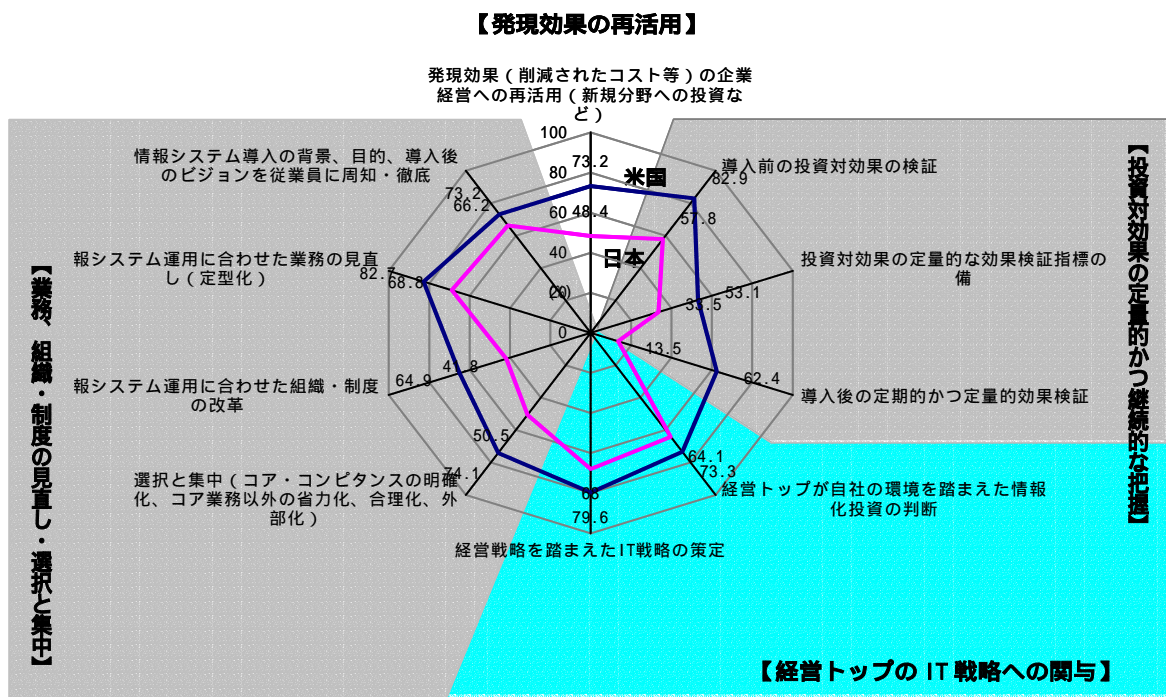 【発現効果の再活用】
発現効果(削減されたコスト等)の企業
経営への再活用(新規分野への投資な
ど)
100
80
60
40
20
0
(%)
73.2
48.4
米国
日本
導入前の投資対効果の検証
82.9
57.8
投資対効果の定量的な効果検証指標の
備
53.1
33.5
導入後の定期的かつ定量的効果検証
62.4
13.5
経営トップが自社の環境を踏まえた情報
化投資の判断
64.1
73.3
経営戦略を踏まえたIT戦略の策定
68
79.6
選択と集中(コア・コンピタンスの明確
化、コア業務以外の省力化、合理化、外
部化)
50.5
74.1
報システム運用に合わせた組織・制度
の改革
64.9
41.8
報システム運用に合わせた業務の見直
し(定型化)
82.7
68.8
情報システム導入の背景、目的、導入後
のビジョンを従業員に周知・徹底
73.2
66.2
【投資対効果の定量的かつ継続的な把握】
【業務、組織・制度の見直し・選択と集中】
【経営トップのIT戦略への関与】